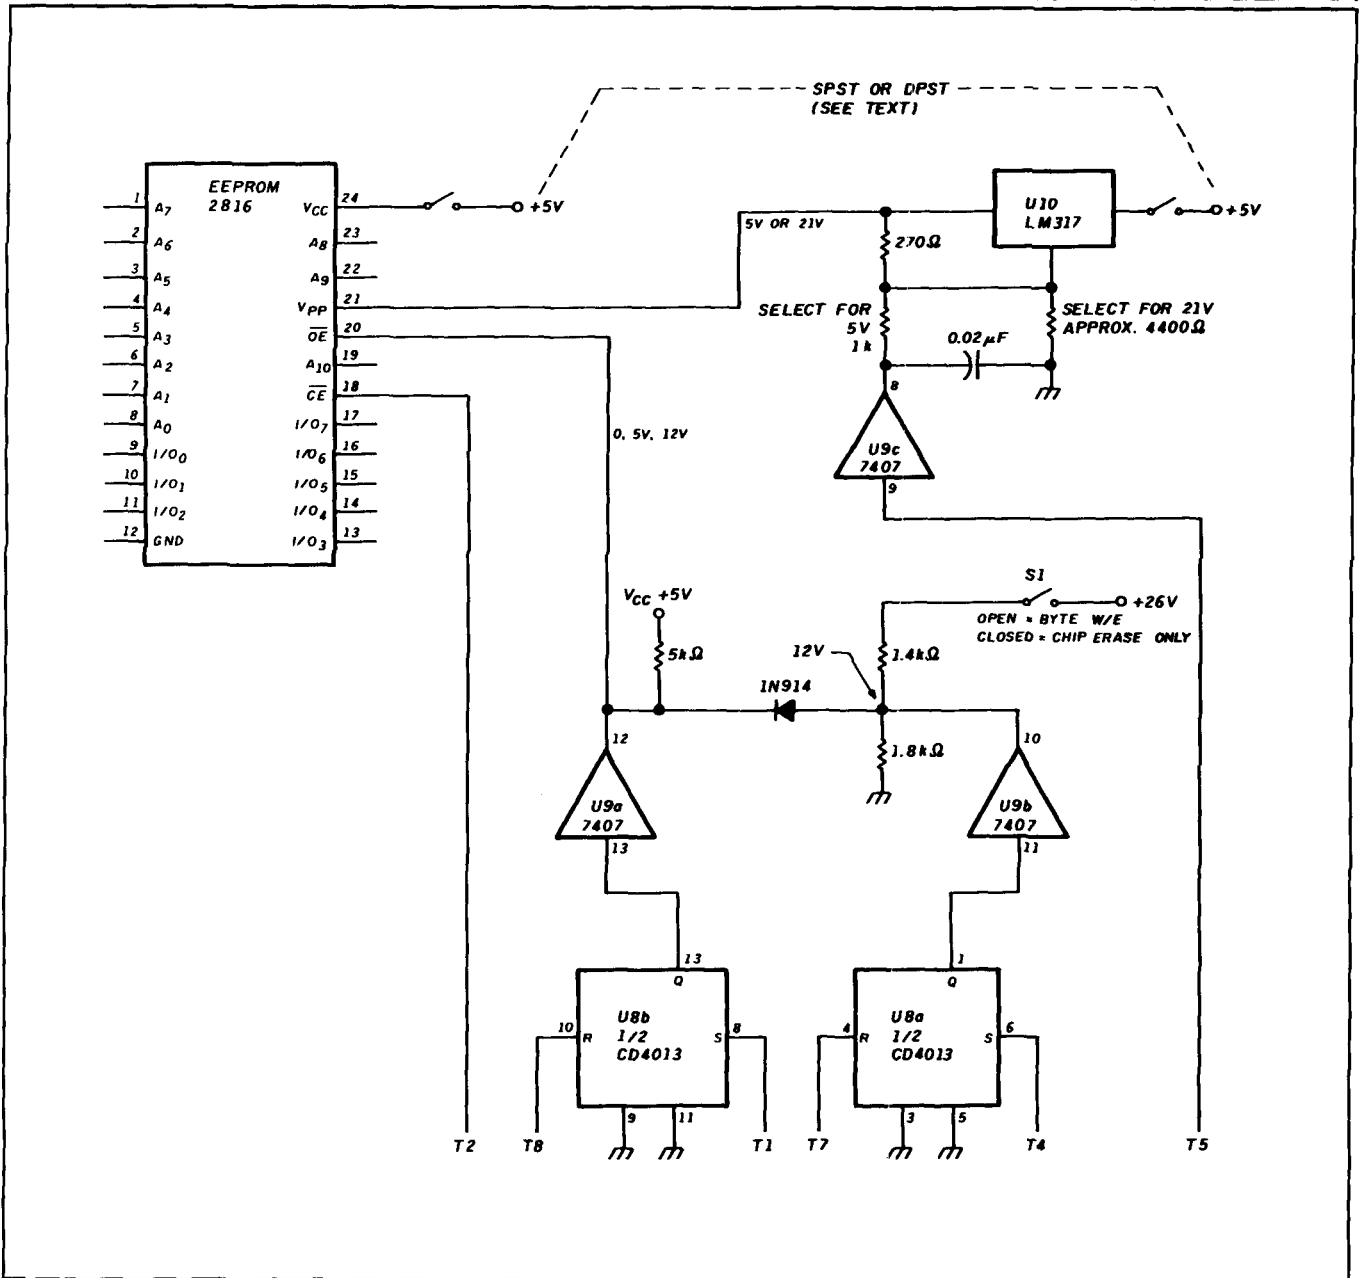 SPST OR DPST
(SEE TEXT)
EEPROM
2816
1 A7
2 A6
3 A5
4 A4
5 A3
6 A2
7 A1
8 A0
9 I/O0
10 I/O1
11 I/O2
12 GND
VCC 24
A8 23
A9 22
VPP 21
OE 20
A10 19
CE 18
I/O7 17
I/O6 16
I/O5 15
I/O4 14
I/O3 13
+5V
5V OR 21V
U10
LM317
+5V
270Ω
SELECT FOR
5V
1k
SELECT FOR 21V
APPROX. 4400Ω
0.02μF
8
U9c
7407
9
0, 5V, 12V
VCC +5V
5kΩ
1N914
12V
1.4kΩ
1.8kΩ
S1
+26V
OPEN = BYTE W/E
CLOSED = CHIP ERASE ONLY
12
U9a
7407
13
10
U9b
7407
11
13
Q
U8b
1/2
CD4013
10 R
S 8
9
11
1
Q
U8a
1/2
CD4013
4 R
S 6
3
5
T2
T8
T1
T7
T4
T5